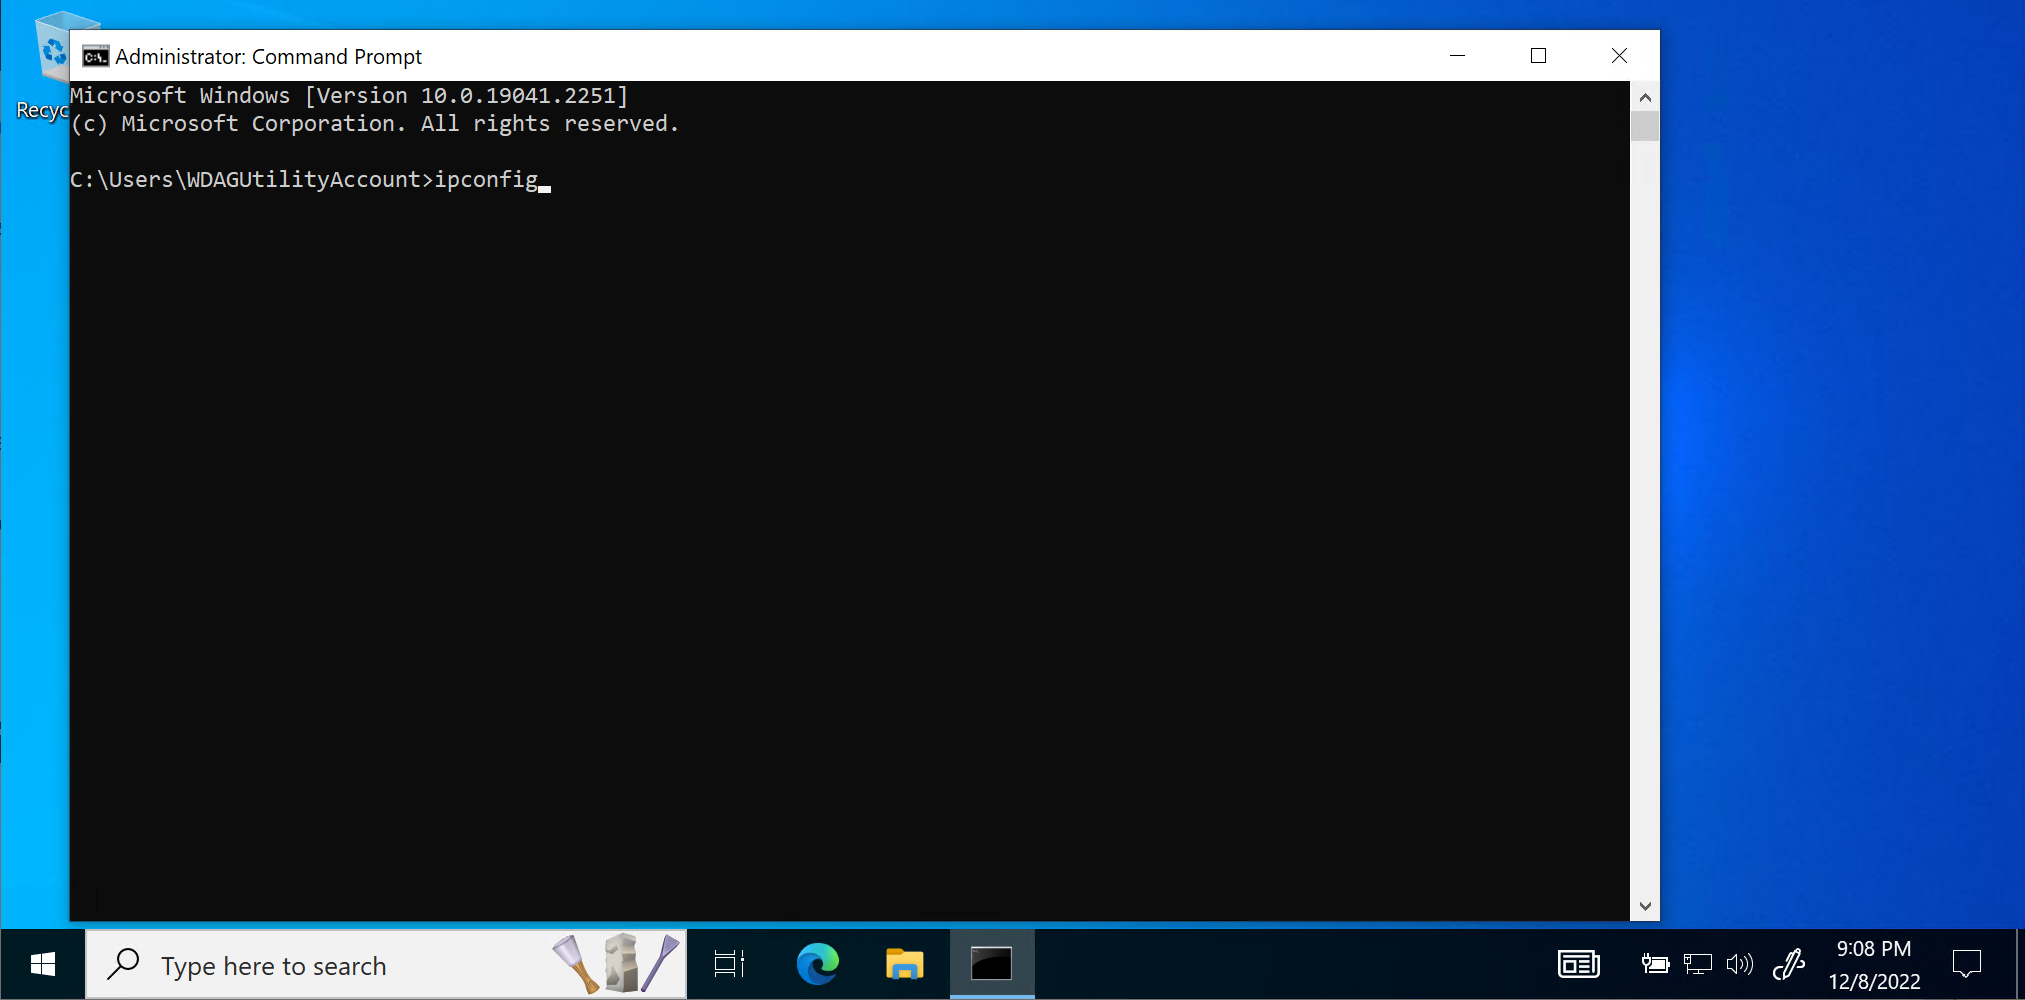 Administrator: Command Prompt
Recyc
Microsoft Windows [Version 10.0.19041.2251]
(c) Microsoft Corporation. All rights reserved.
C:\Users\WDAGUtilityAccount>ipconfig
Type here to search
9:08 PM
12/8/2022